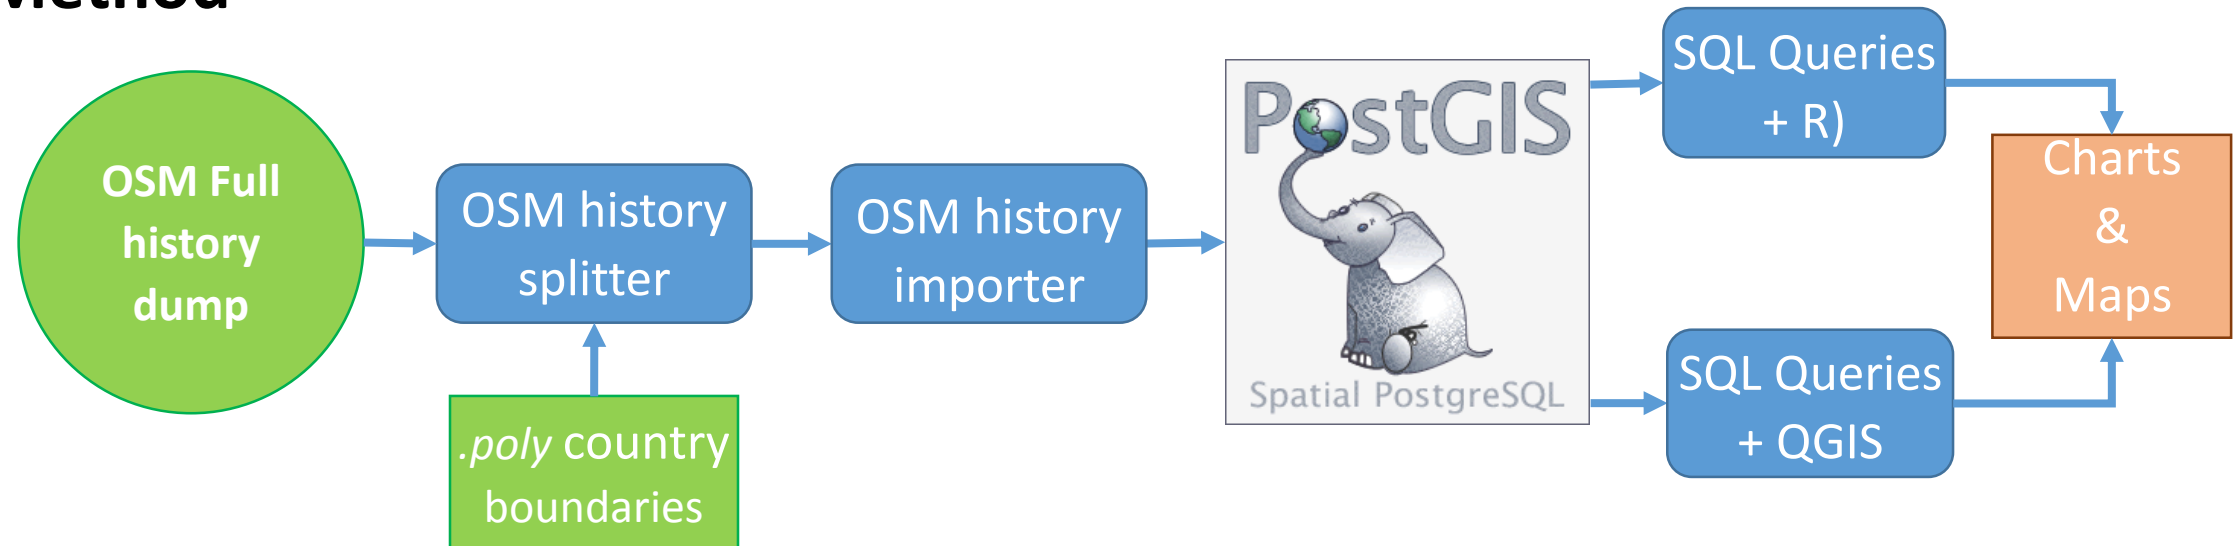 Method
OSM Full
history
dump
OSM history
splitter
.poly country
boundaries
OSM history
importer
PostGIS
Spatial PostgreSQL
SQL Queries
+ R)
SQL Queries
+ QGIS
Charts
&
Maps